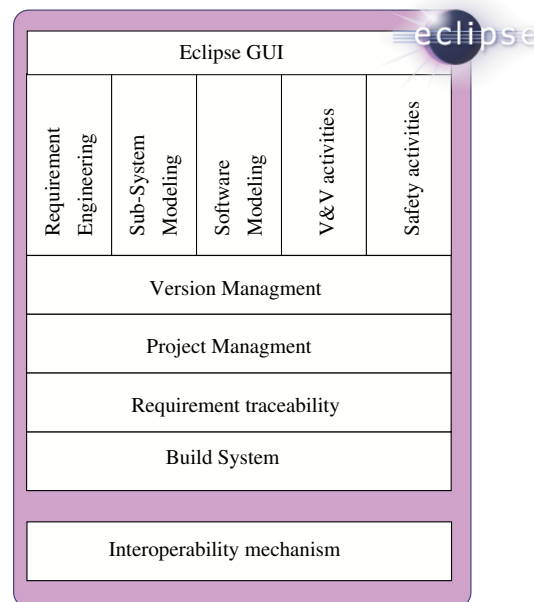 eclipse
Eclipse GUI
Requirement
Engineering
Sub-System
Modeling
Software
Modeling
V&V activities
Safety activities
Version Managment
Project Managment
Requirement traceability
Build System
Interoperability mechanism